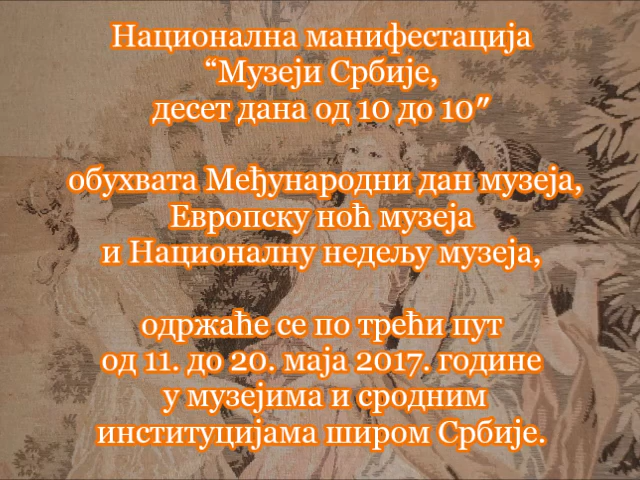 Национална манифестација
“Музеји Србије,
десет дана од 10 до 10″
обухвата Међународни дан музеја,
Европску ноћ музеја
и Националну недељу музеја,
одржаће се по трећи пут
од 11. до 20. маја 2017. године
у музејима и сродним
институцијама широм Србије.